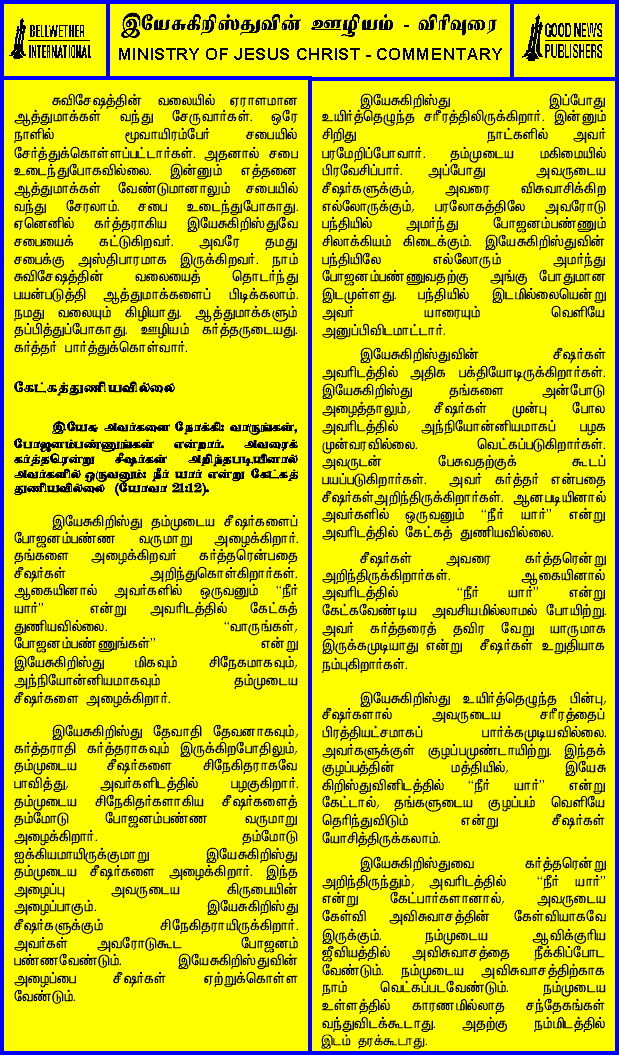 BELLWETHER
INTERNATIONAL
இயேசுகிறிஸ்துவின் ஊழியம் - விரிவுரை
MINISTRY OF JESUS CHRIST - COMMENTARY
GOOD NEWS
PUBLISHERS
சுவிசேஷத்தின் வலையில் ஏராளமான
ஆத்துமாக்கள் வந்து சேருவார்கள். ஒரே
நாளில் மூவாயிரம்பேர் சபையில்
சேர்த்துக்கொள்ளப்பட்டார்கள். அதனால் சபை
உடைந்துபோகவில்லை. இன்னும் எத்தனை
ஆத்துமாக்கள் வேண்டுமானாலும் சபையில்
வந்து சேரலாம். சபை உடைந்துபோகாது.
ஏனெனில் கர்த்தராகிய இயேசுகிறிஸ்துவே
சபையைக் கட்டுகிறவர். அவரே தமது
சபைக்கு அஸ்திபாரமாக இருக்கிறவர். நாம்
சுவிசேஷத்தின் வலையைத் தொடர்ந்து
பயன்படுத்தி ஆத்துமாக்களைப் பிடிக்கலாம்.
நமது வலையும் கிழியாது. ஆத்துமாக்களும்
தப்பித்துப்போகாது. ஊழியம் கர்த்தருடையது.
கர்த்தர் பார்த்துக்கொள்வார்.
கேட்கத்துணியவில்லை
இயேசு அவர்களை நோக்கி: வாருங்கள்,
போஜனம்பண்ணுங்கள் என்றார். அவரைக்
கர்த்தரென்று சீஷர்கள் அறிந்தபடியினால்
அவர்களில் ஒருவனும்: நீர் யார் என்று கேட்கத்
துணியவில்லை (யோவா 21:12).
இயேசுகிறிஸ்து தம்முடைய சீஷர்களைப்
போஜனம்பண்ண வருமாறு அழைக்கிறார்.
தங்களை அழைக்கிறவர் கர்த்தரென்பதை
சீஷர்கள் அறிந்துகொள்கிறார்கள்.
ஆகையினால் அவர்களில் ஒருவனும் “நீர்
யார்” என்று அவரிடத்தில் கேட்கத்
துணியவில்லை. “வாருங்கள்,
போஜனம்பண்ணுங்கள்” என்று
இயேசுகிறிஸ்து மிகவும் சிநேகமாகவும்,
அந்நியோன்னியமாகவும் தம்முடைய
சீஷர்களை அழைக்கிறார்.
இயேசுகிறிஸ்து தேவாதி தேவனாகவும்,
கர்த்தராதி கர்த்தராகவும் இருக்கிறபோதிலும்,
தம்முடைய சீஷர்களை சிநேகிதராகவே
பாவித்து, அவர்களிடத்தில் பழகுகிறார்.
தம்முடைய சிநேகிதர்களாகிய சீஷர்களைத்
தம்மோடு போஜனம்பண்ண வருமாறு
அழைக்கிறார். தம்மோடு
ஐக்கியமாயிருக்குமாறு இயேசுகிறிஸ்து
தம்முடைய சீஷர்களை அழைக்கிறார். இந்த
அழைப்பு அவருடைய கிருபையின்
அழைப்பாகும். இயேசுகிறிஸ்து
சீஷர்களுக்கும் சிநேகிதராயிருக்கிறார்.
அவர்கள் அவரோடுகூட போஜனம்
பண்ணவேண்டும். இயேசுகிறிஸ்துவின்
அழைப்பை சீஷர்கள் ஏற்றுக்கொள்ள
வேண்டும்.
இயேசுகிறிஸ்து இப்போது
உயிர்த்தெழுந்த சரீரத்திலிருக்கிறார். இன்னும்
சிறிது நாட்களில் அவர்
பரமேறிப்போவார். தம்முடைய மகிமையில்
பிரவேசிப்பார். அப்போது அவருடைய
சீஷர்களுக்கும், அவரை விசுவாசிக்கிற
எல்லோருக்கும், பரலோகத்திலே அவரோடு
பந்தியில் அமர்ந்து போஜனம்பண்ணும்
சிலாக்கியம் கிடைக்கும். இயேசுகிறிஸ்துவின்
பந்தியிலே எல்லோரும் அமர்ந்து
போஜனம்பண்ணுவதற்கு அங்கு போதுமான
இடமுள்ளது. பந்தியில் இடமில்லையென்று
அவர் யாரையும் வெளியே
அனுப்பிவிடமாட்டார்.
இயேசுகிறிஸ்துவின் சீஷர்கள்
அவரிடத்தில் அதிக பக்தியோடிருக்கிறார்கள்.
இயேசுகிறிஸ்து தங்களை அன்போடு
அழைத்தாலும், சீஷர்கள் முன்பு போல
அவரிடத்தில் அந்நியோன்னியமாகப் பழக
முன்வரவில்லை. வெட்கப்படுகிறார்கள்.
அவருடன் பேசுவதற்குக் கூடப்
பயப்படுகிறார்கள். அவர் கர்த்தர் என்பதை
சீஷர்கள்அறிந்திருக்கிறார்கள். ஆனபடியினால்
அவர்களில் ஒருவனும் “நீர் யார்” என்று
அவரிடத்தில் கேட்கத் துணியவில்லை.
சீஷர்கள் அவரை கர்த்தரென்று
அறிந்திருக்கிறார்கள். ஆகையினால்
அவரிடத்தில் “நீர் யார்” என்று
கேட்கவேண்டிய அவசியமில்லாமல் போயிற்று.
அவர் கர்த்தரைத் தவிர வேறு யாருமாக
இருக்கமுடியாது என்று சீஷர்கள் உறுதியாக
நம்புகிறார்கள்.
இயேசுகிறிஸ்து உயிர்த்தெழுந்த பின்பு,
சீஷர்களால் அவருடைய சரீரத்தைப்
பிரத்தியட்சமாகப் பார்க்கமுடியவில்லை.
அவர்களுக்குள் குழப்பமுண்டாயிற்று. இந்தக்
குழப்பத்தின் மத்தியில், இயேசு
கிறிஸ்துவினிடத்தில் “நீர் யார்” என்று
கேட்டால், தங்களுடைய குழப்பம் வெளியே
தெரிந்துவிடும் என்று சீஷர்கள்
யோசித்திருக்கலாம்.
இயேசுகிறிஸ்துவை கர்த்தரென்று
அறிந்திருந்தும், அவரிடத்தில் “நீர் யார்”
என்று கேட்பார்களானால், அவருடைய
கேள்வி அவிசுவாசத்தின் கேள்வியாகவே
இருக்கும். நம்முடைய ஆவிக்குரிய
ஜீவியத்தில் அவிசுவாசத்தை நீக்கிப்போட
வேண்டும். நம்முடைய அவிசுவாசத்திற்காக
நாம் வெட்கப்படவேண்டும். நம்முடைய
உள்ளத்தில் காரணமில்லாத சந்தேகங்கள்
வந்துவிடக்கூடாது. அதற்கு நம்மிடத்தில்
இடம் தரக்கூடாது.